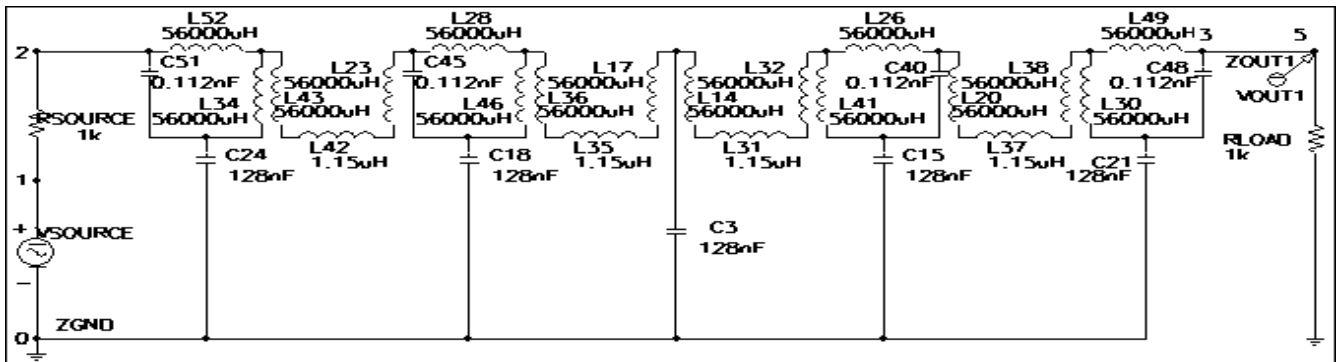 L52
56000uH
L28
56000uH
L26
56000uH
L49
56000uH
2
3
5
C51
0.112nF
L23
56000uH
C45
0.112nF
L17
56000uH
L32
56000uH
C40
0.112nF
L38
56000uH
C48
0.112nF
ZOUT1
VOUT1
L34
56000uH
L43
56000uH
L46
56000uH
L36
56000uH
L14
56000uH
L41
56000uH
L20
56000uH
L30
56000uH
RSOURCE
1k
L42
1.15uH
L35
1.15uH
L31
1.15uH
L37
1.15uH
RLOAD
1k
C24
128nF
C18
128nF
C15
128nF
C21
128nF
1
+
VSOURCE
-
C3
128nF
0
ZGND